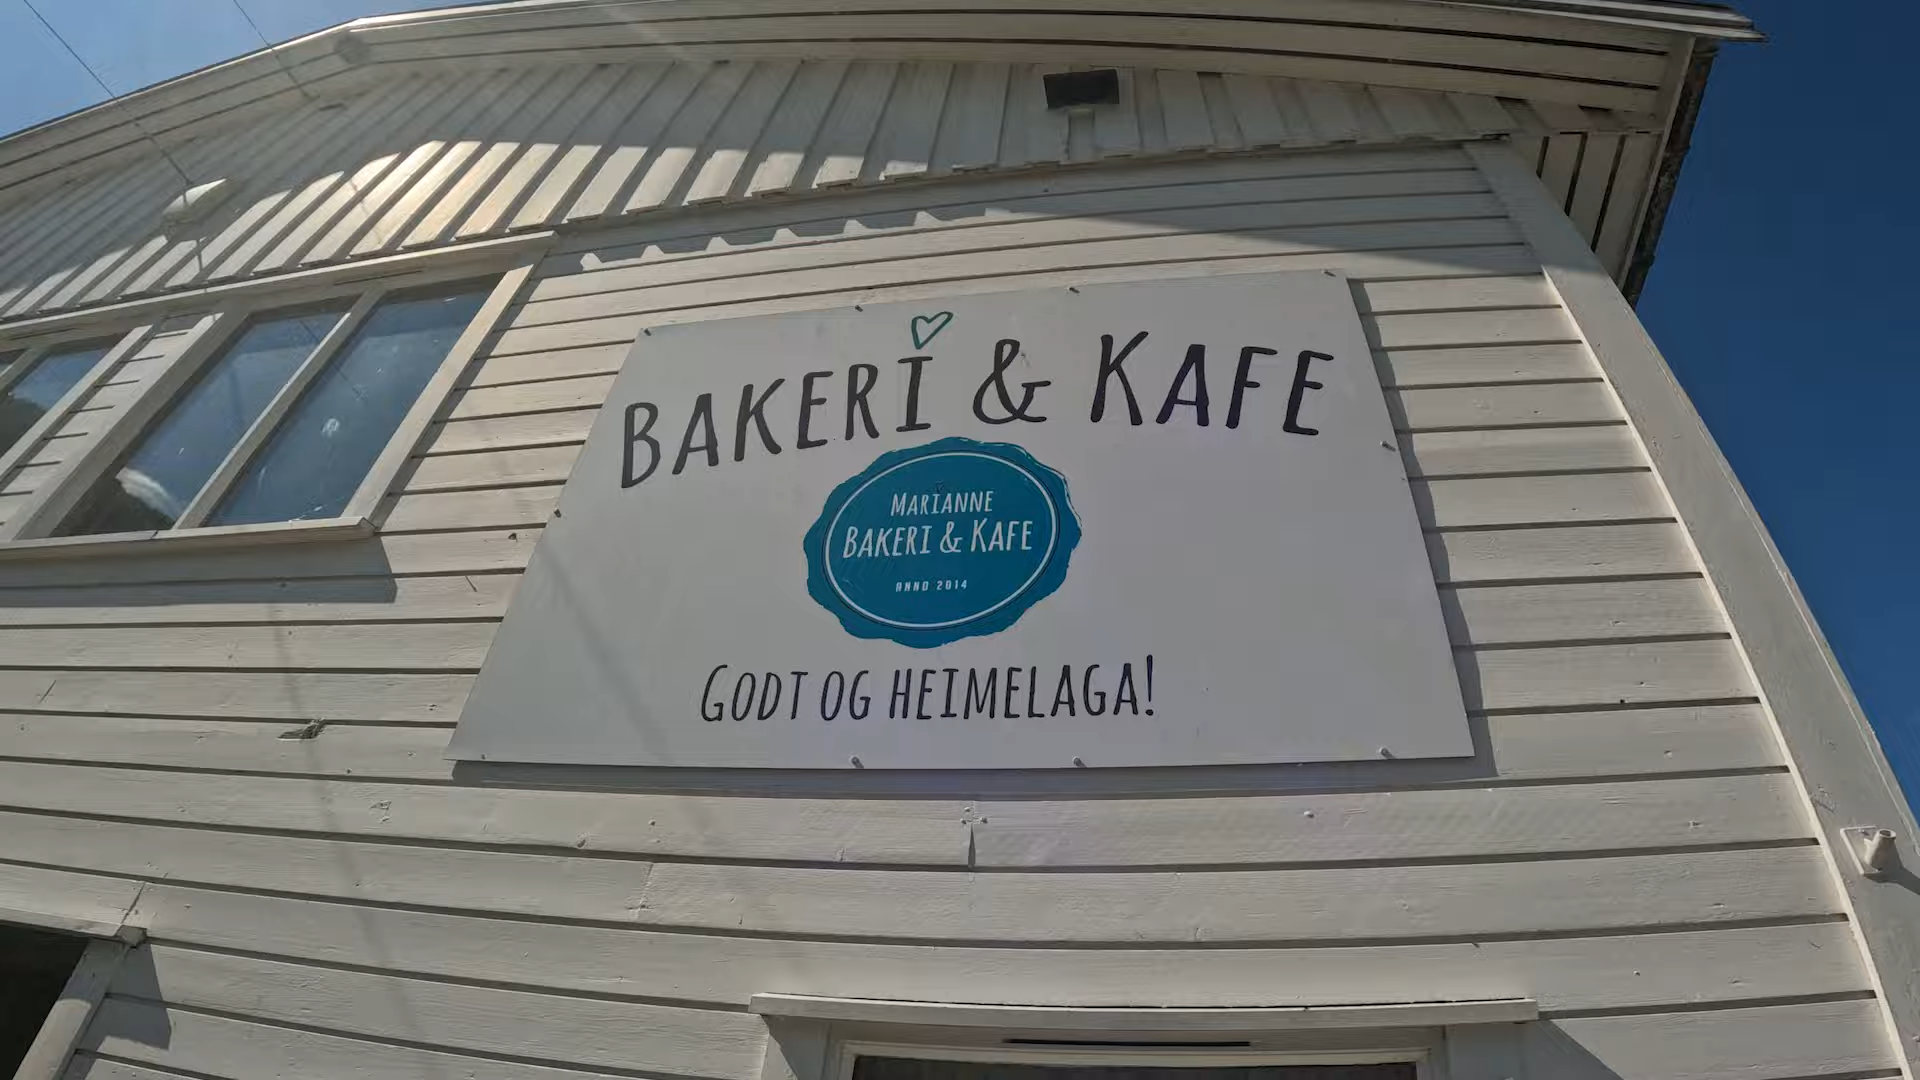 BAKERI & KAFE
MARIANNE
BAKERI & KAFE
ANNO 2014
GODT OG HEIMELAGA!